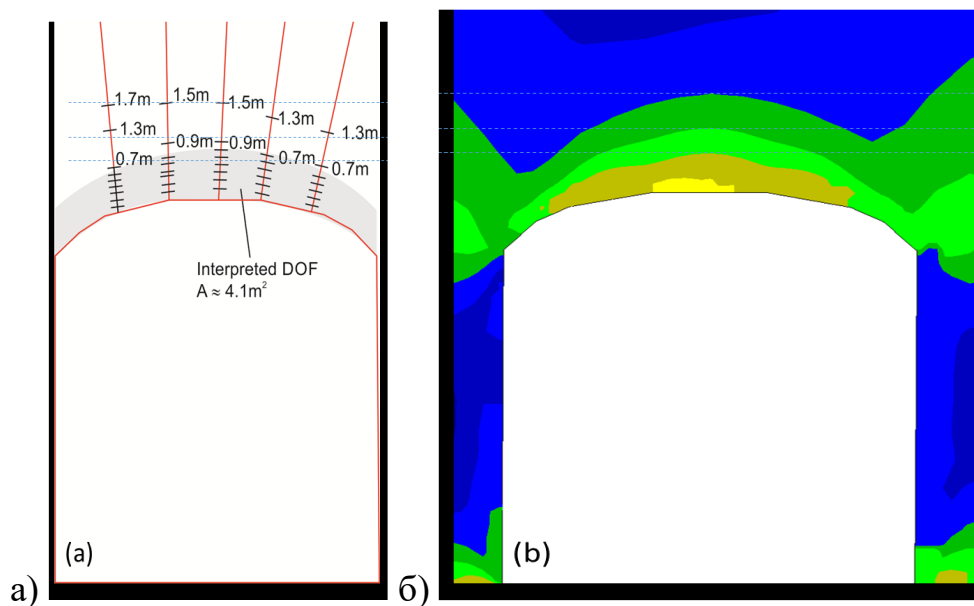 1.7m 1.5m 1.5m
1.3m
1.3m 1.3m
0.9m 0.9m
0.7m 0.7m 0.7m
Interpreted DOF
A ≈ 4.1m²
(a) (b)
а) б)